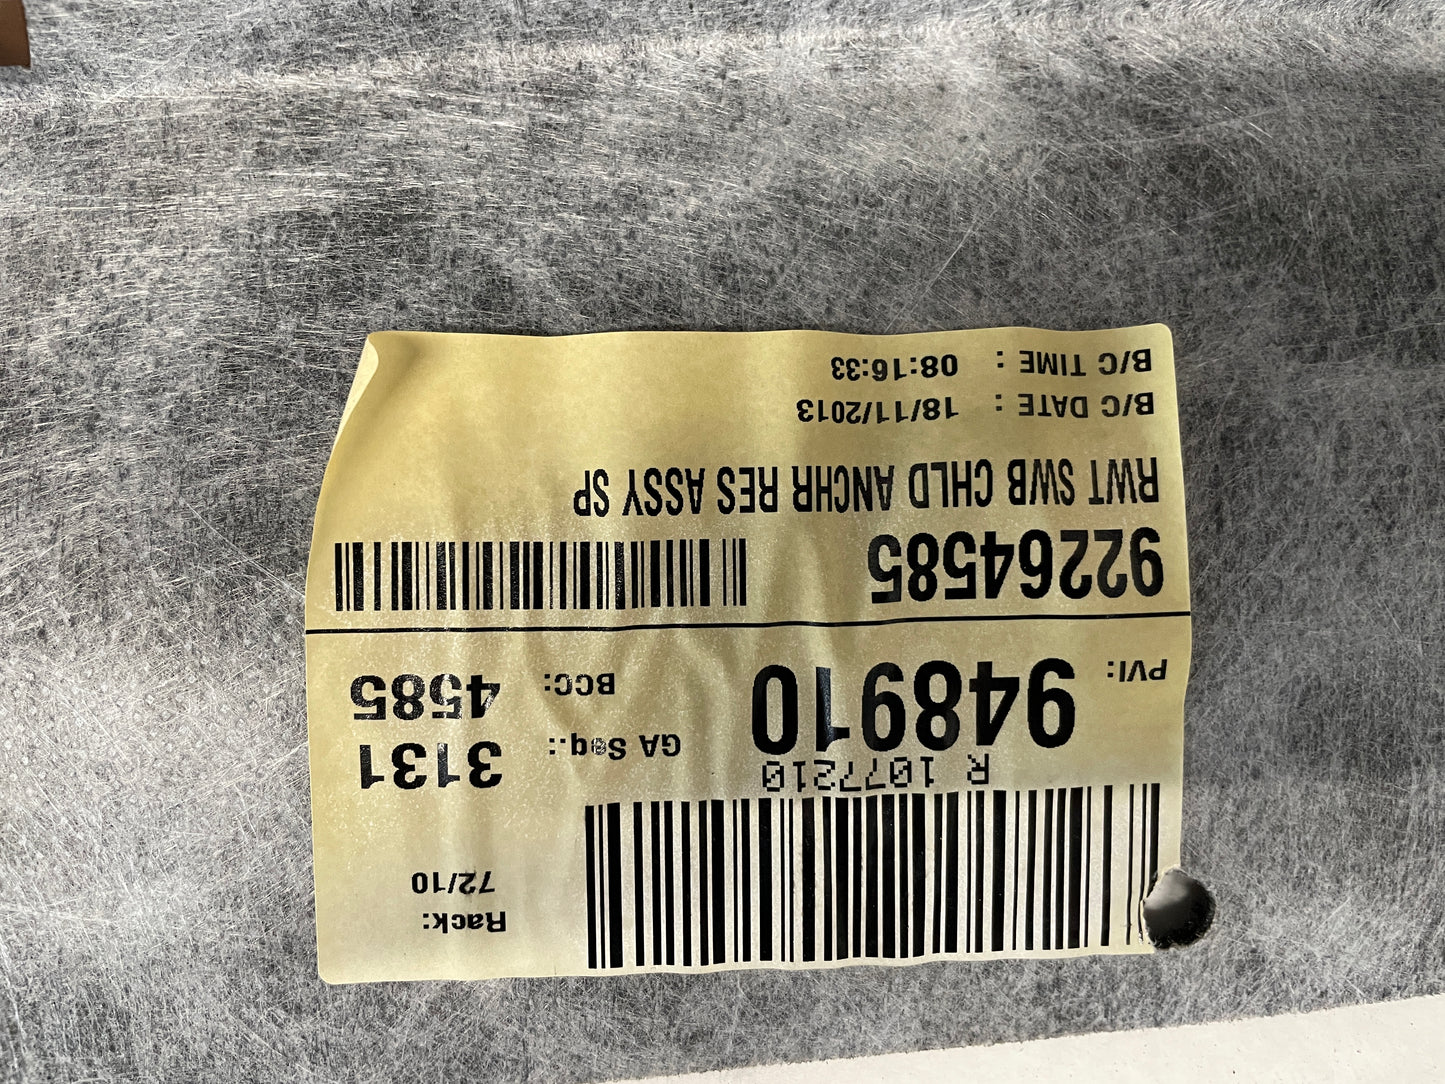 Rack:
72/10
R 1077210
GA Seq.: 3131
PVI: 948910
BCC: 4585
92264585
RWT SWB CHLD ANCHR RES ASSY SP
B/C DATE : 18/11/2013
B/C TIME : 08:16:33